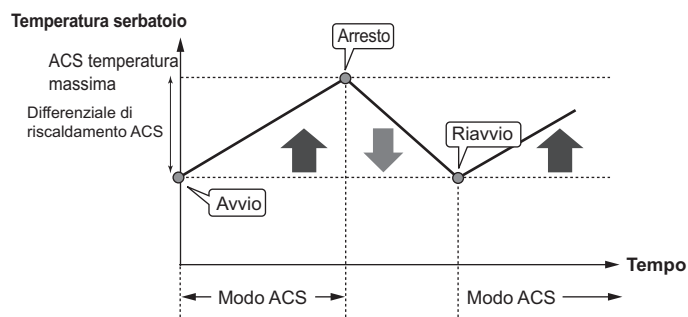 Temperatura serbatoio
Arresto
ACS temperatura
massima
Differenziale di
riscaldamento ACS
Riavvio
Avvio
Tempo
Modo ACS
Modo ACS